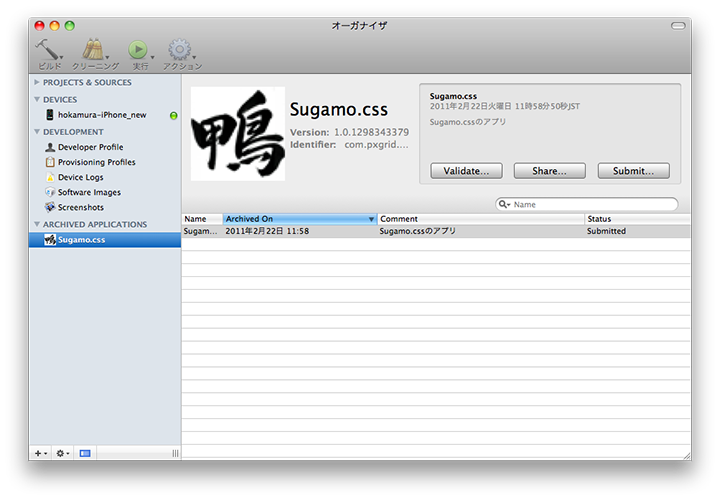 オーガナイザ
ビルド クリーニング 実行 アクション
PROJECTS & SOURCES
DEVICES
hokamura-iPhone_new
DEVELOPMENT
Developer Profile
Provisioning Profiles
Device Logs
Software Images
Screenshots
ARCHIVED APPLICATIONS
Sugamo.css
鴨
Sugamo.css
Version: 1.0.1298343379
Identifier: com.pxgrid....
Sugamo.css
2011年2月22日火曜日 11時58分50秒JST
Sugamo.cssのアプリ
Validate... Share... Submit...
Name
Name Archived On Comment Status
Sugam... 2011年2月22日 11:58 Sugamo.cssのアプリ Submitted